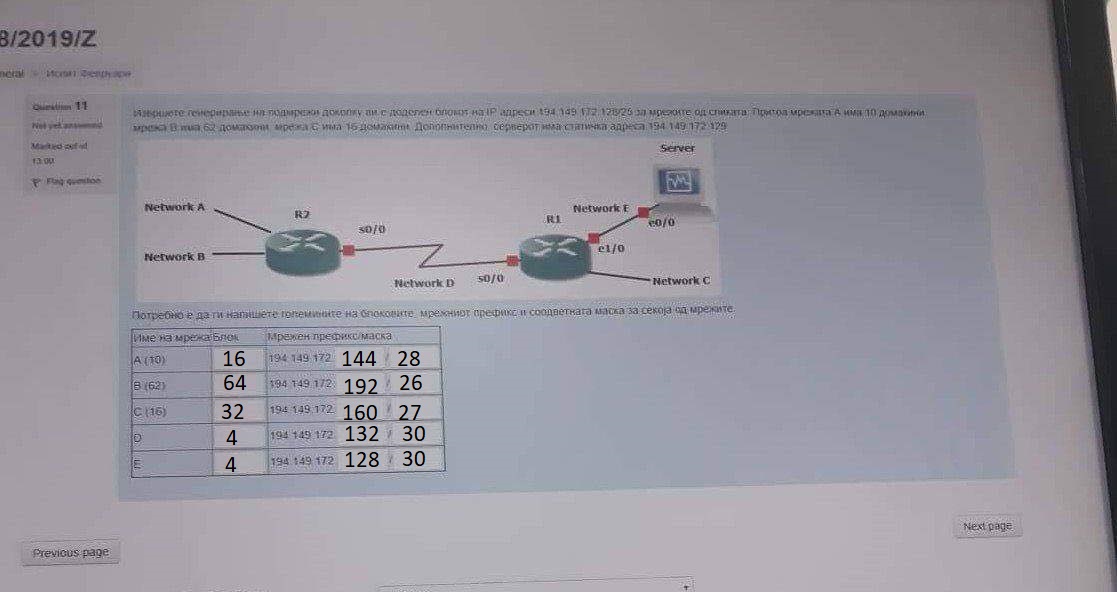 8/2019/Z
neral Испит Февруари
Question 11
Not yet answered
Marked out of
13.00
Flag question
Извршете генерирање на подмрежи доколку ви е доделен блокот на IP адреси 194.149.172.128/25 за мрежите од сликата. Притоа мрежата А има 10 домаќини,
мрежа В има 62 домаќини, мрежа С има 16 домаќини. Дополнително, серверот има статичка адреса 194.149.172.129
Server
Network A
R2
s0/0
Network E
R1
e0/0
e1/0
Network B
Network D
s0/0
Network C
Потребно е да ги напишете големините на блоковите, мрежниот префикс и соодветната маска за секоја од мрежите.
Име на мрежа Блок Мрежен префикс/маска
A (10) 16 194.149.172. 144 / 28
B (62) 64 194.149.172. 192 / 26
C (16) 32 194.149.172. 160 / 27
D 4 194.149.172. 132 / 30
E 4 194.149.172. 128 / 30
Next page
Previous page